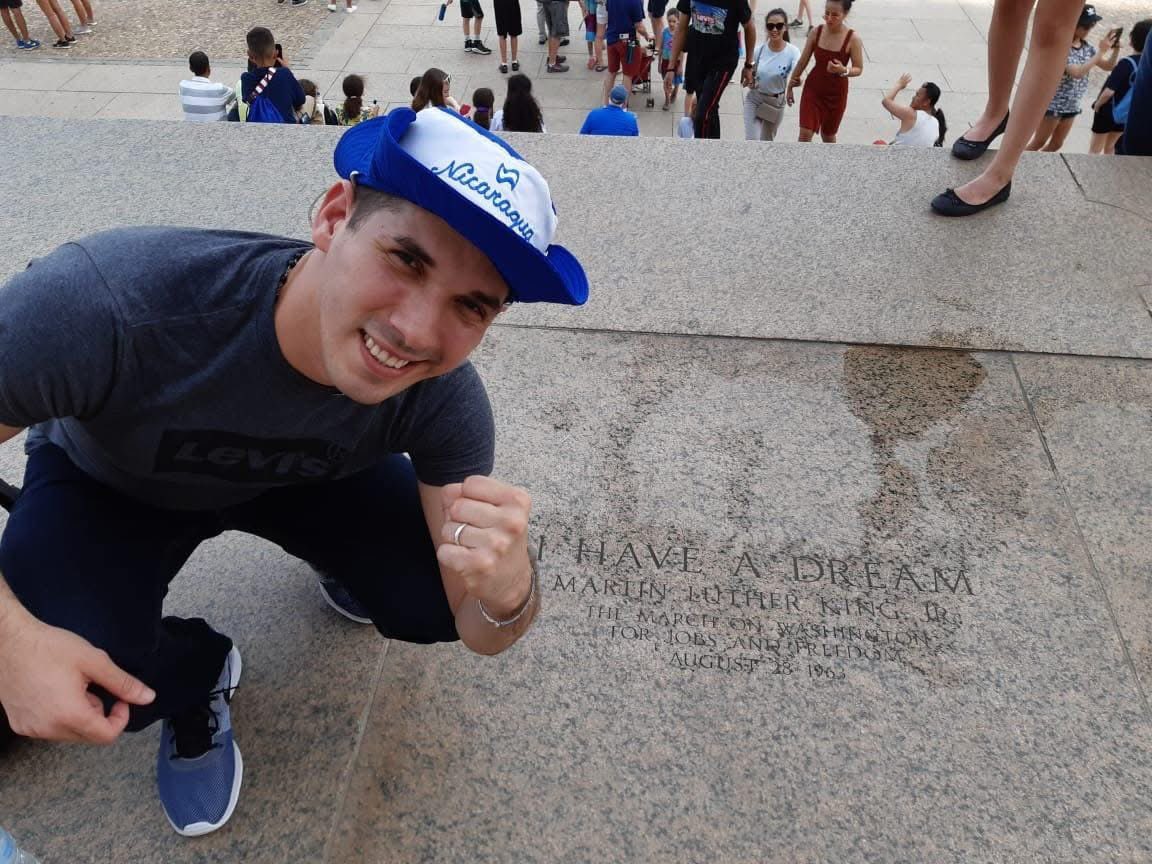 Nicaragua
Levi's
I HAVE A DREAM
MARTIN LUTHER KING, JR.
THE MARCH ON WASHINGTON
FOR JOBS AND FREEDOM
AUGUST 28 1963